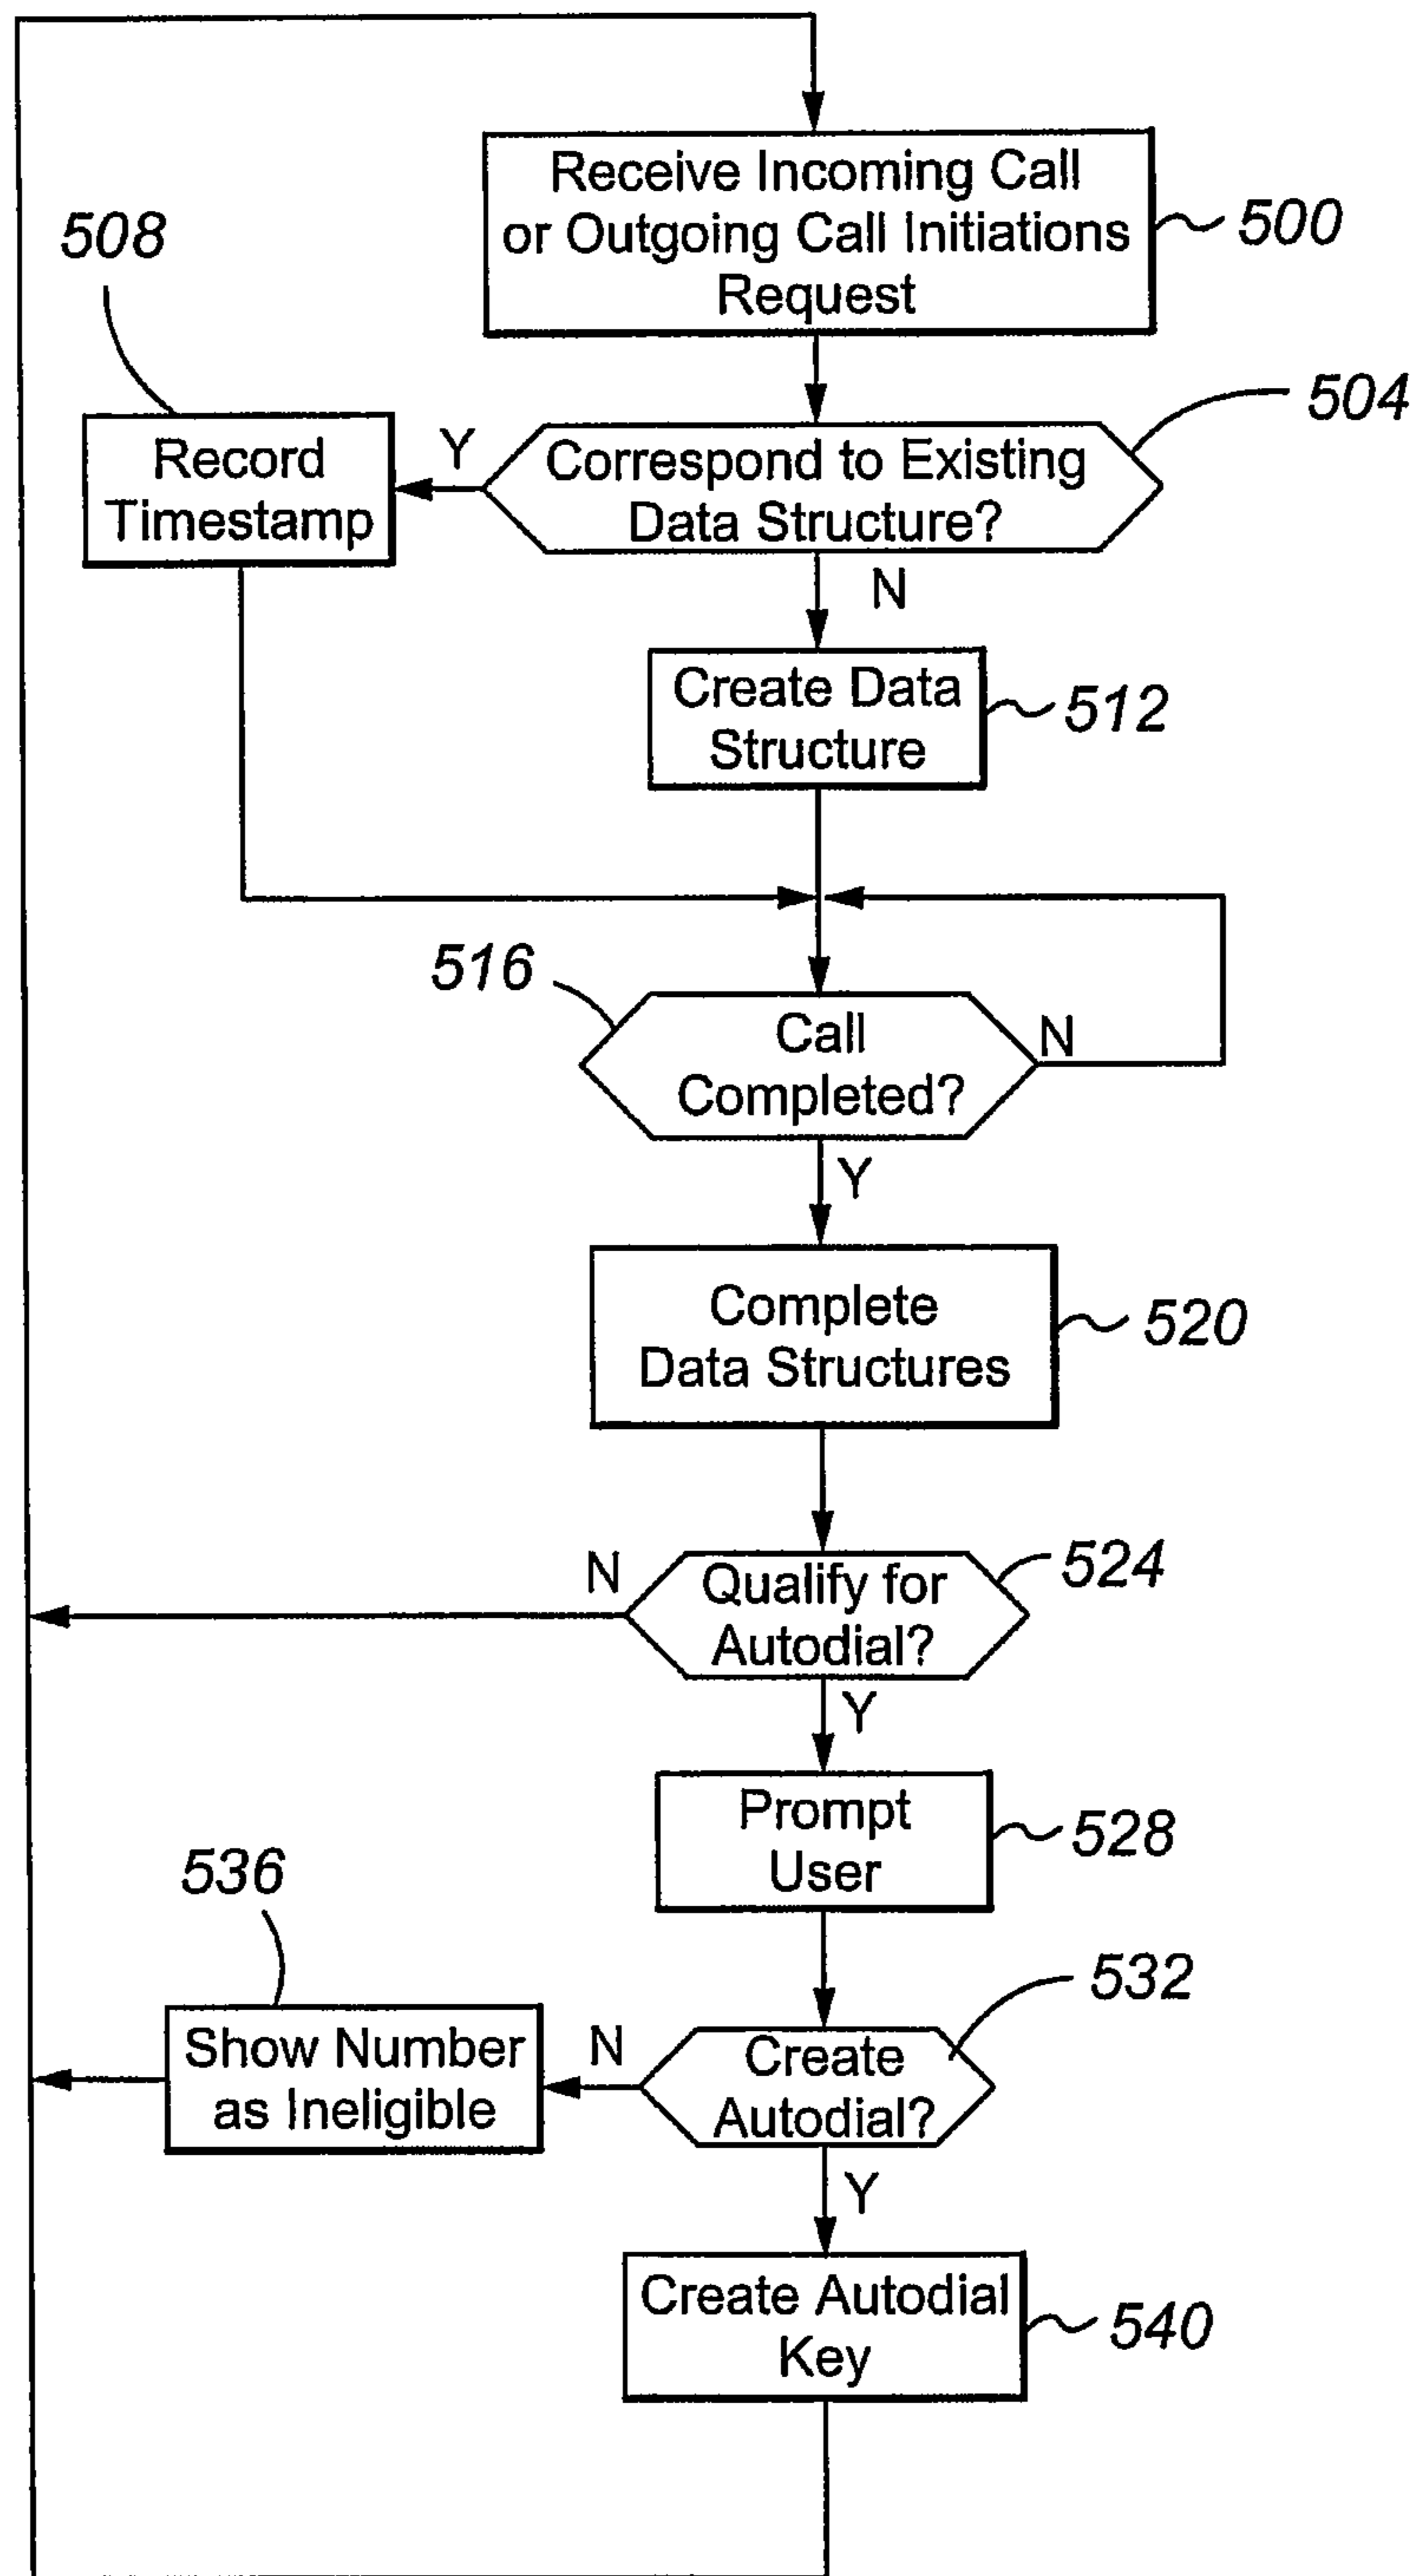 Receive Incoming Call
or Outgoing Call Initiations
Request
500
508
504
Record
Timestamp
Y
Correspond to Existing
Data Structure?
N
Create Data
Structure
512
516
Call
Completed?
N
Y
Complete
Data Structures
520
N
Qualify for
Autodial?
524
Y
Prompt
User
528
536
532
Show Number
as Ineligible
N
Create
Autodial?
Y
Create Autodial
Key
540